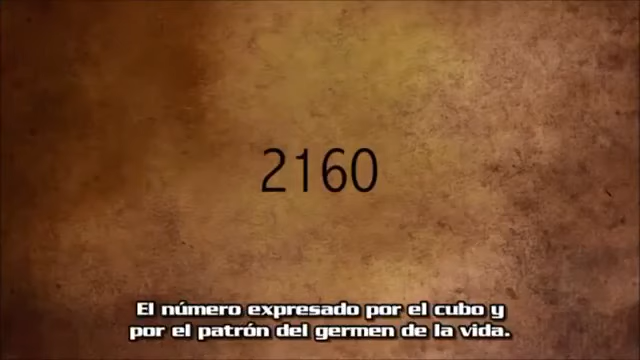 2160
El número expresado por el cubo y
por el patrón del germen de la vida.